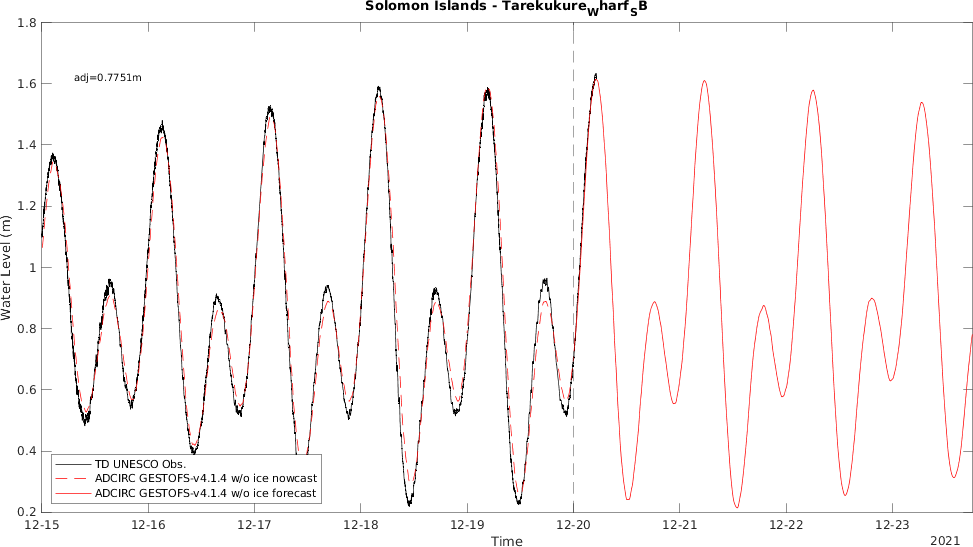 Solomon Islands - TarekukureWharfSB
1.8
adj=0.7751m
1.6
1.4
1.2
1
0.8
0.6
0.4
0.2
Water Level (m)
TD UNESCO Obs.
ADCIRC GESTOFS-v4.1.4 w/o ice nowcast
ADCIRC GESTOFS-v4.1.4 w/o ice forecast
12-15 12-16 12-17 12-18 12-19 12-20 12-21 12-22 12-23
Time
2021